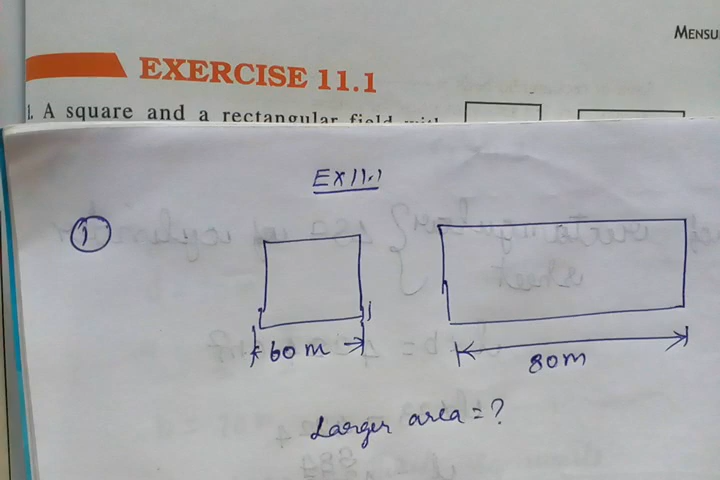 MENSU
EXERCISE 11.1
1. A square and a rectangular field
EX 11.1
1
60 m
80m
Larger area = ?